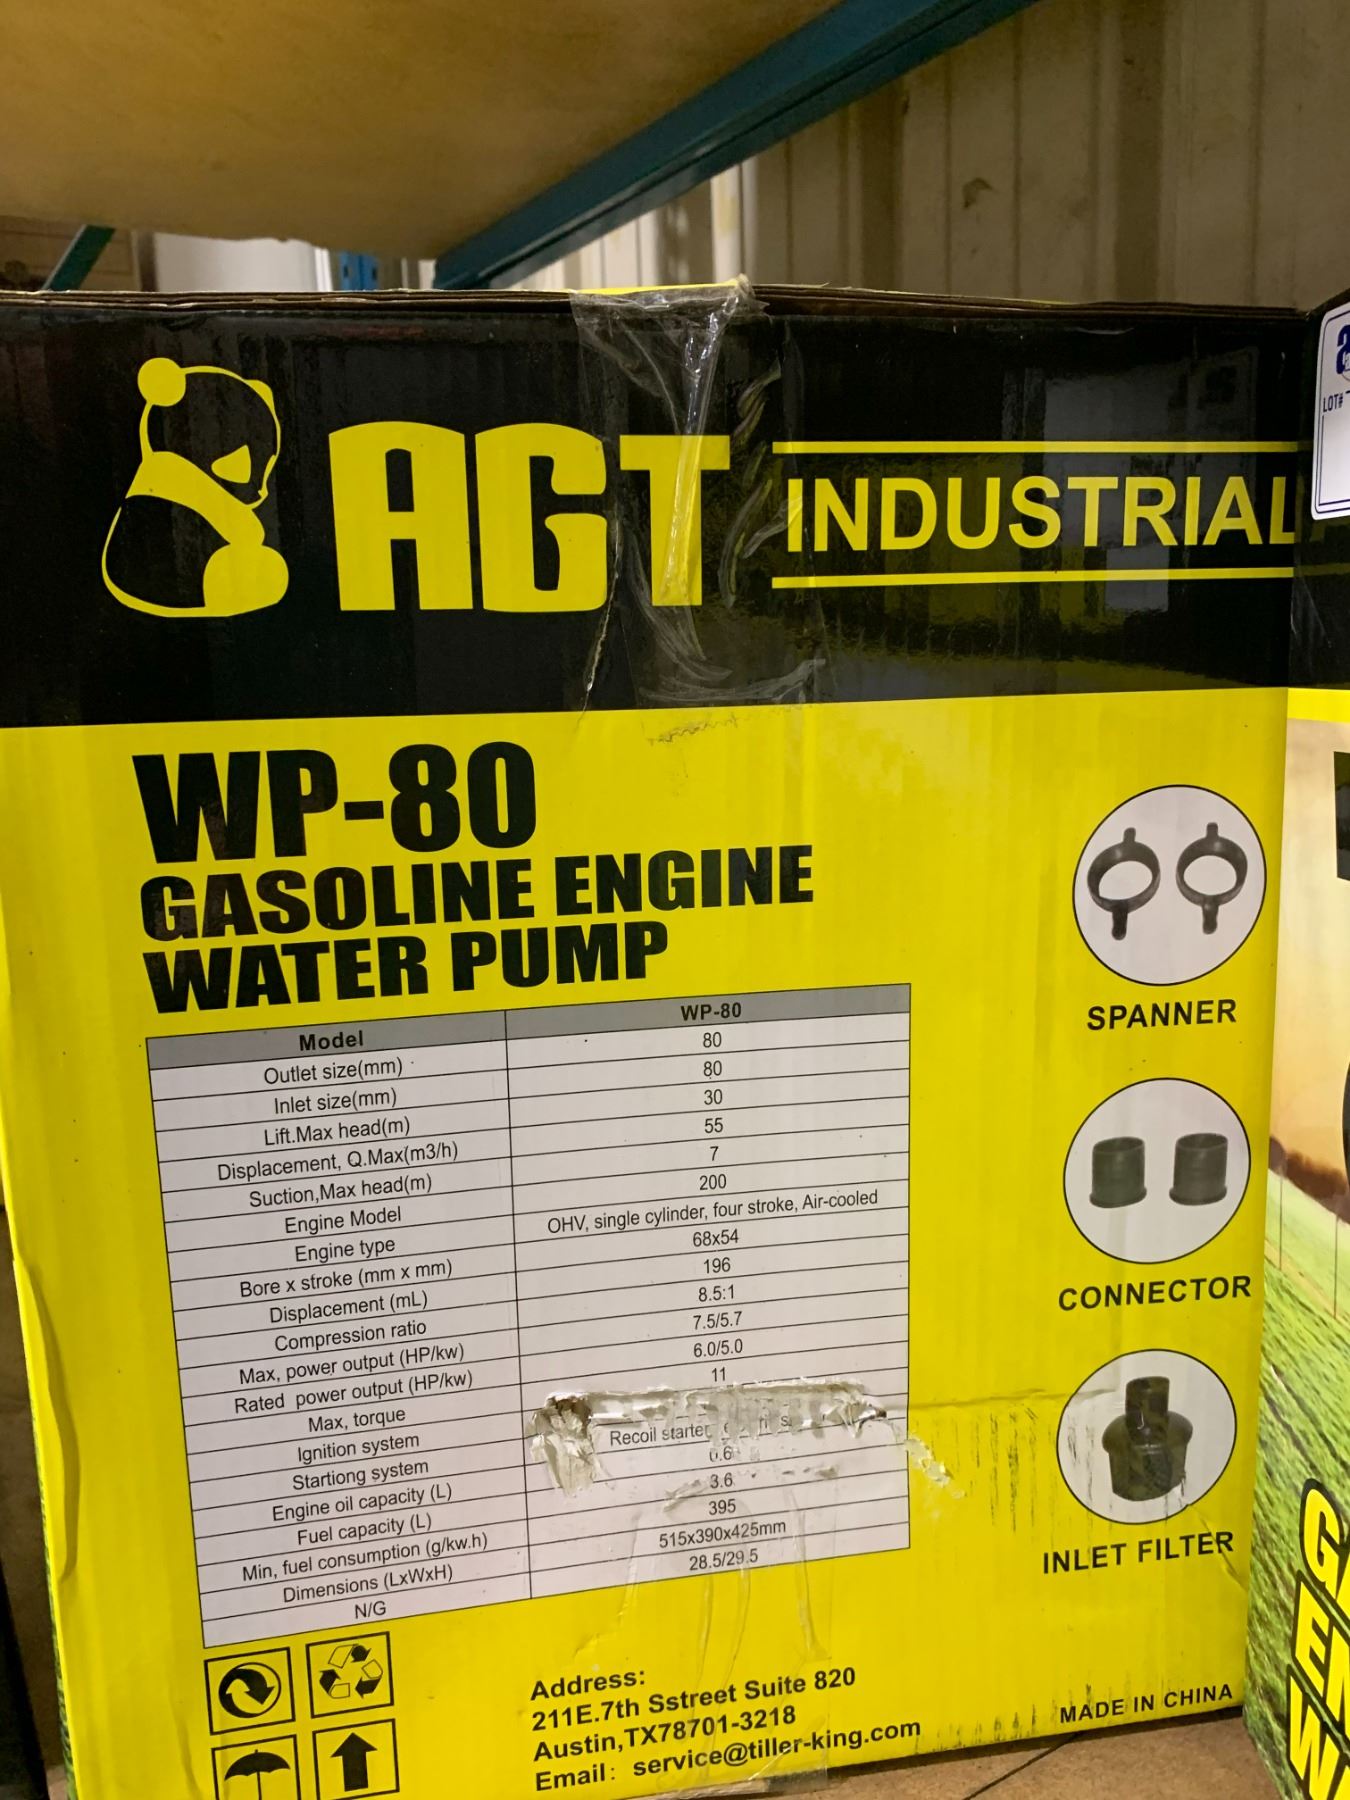 AGT INDUSTRIAL
LOT#
WP-80
GASOLINE ENGINE
WATER PUMP
Model WP-80
Outlet size(mm) 80
Inlet size(mm) 80
Lift.Max head(m) 30
Displacement, Q.Max(m3/h) 55
Suction,Max head(m) 7
Engine Model 200
Engine type OHV, single cylinder, four stroke, Air-cooled
Bore x stroke (mm x mm) 68x54
Displacement (mL) 196
Compression ratio 8.5:1
Max, power output (HP/kw) 7.5/5.7
Rated power output (HP/kw) 6.0/5.0
Max, torque 11
Ignition system
Startiong system Recoil starter
Engine oil capacity (L) 0.6
Fuel capacity (L) 3.6
Min, fuel consumption (g/kw.h) 395
Dimensions (LxWxH) 515x390x425mm
N/G 28.5/29.5
SPANNER
CONNECTOR
INLET FILTER
Address:
211E.7th Sstreet Suite 820
Austin,TX78701-3218
Email: service@tiller-king.com
MADE IN CHINA